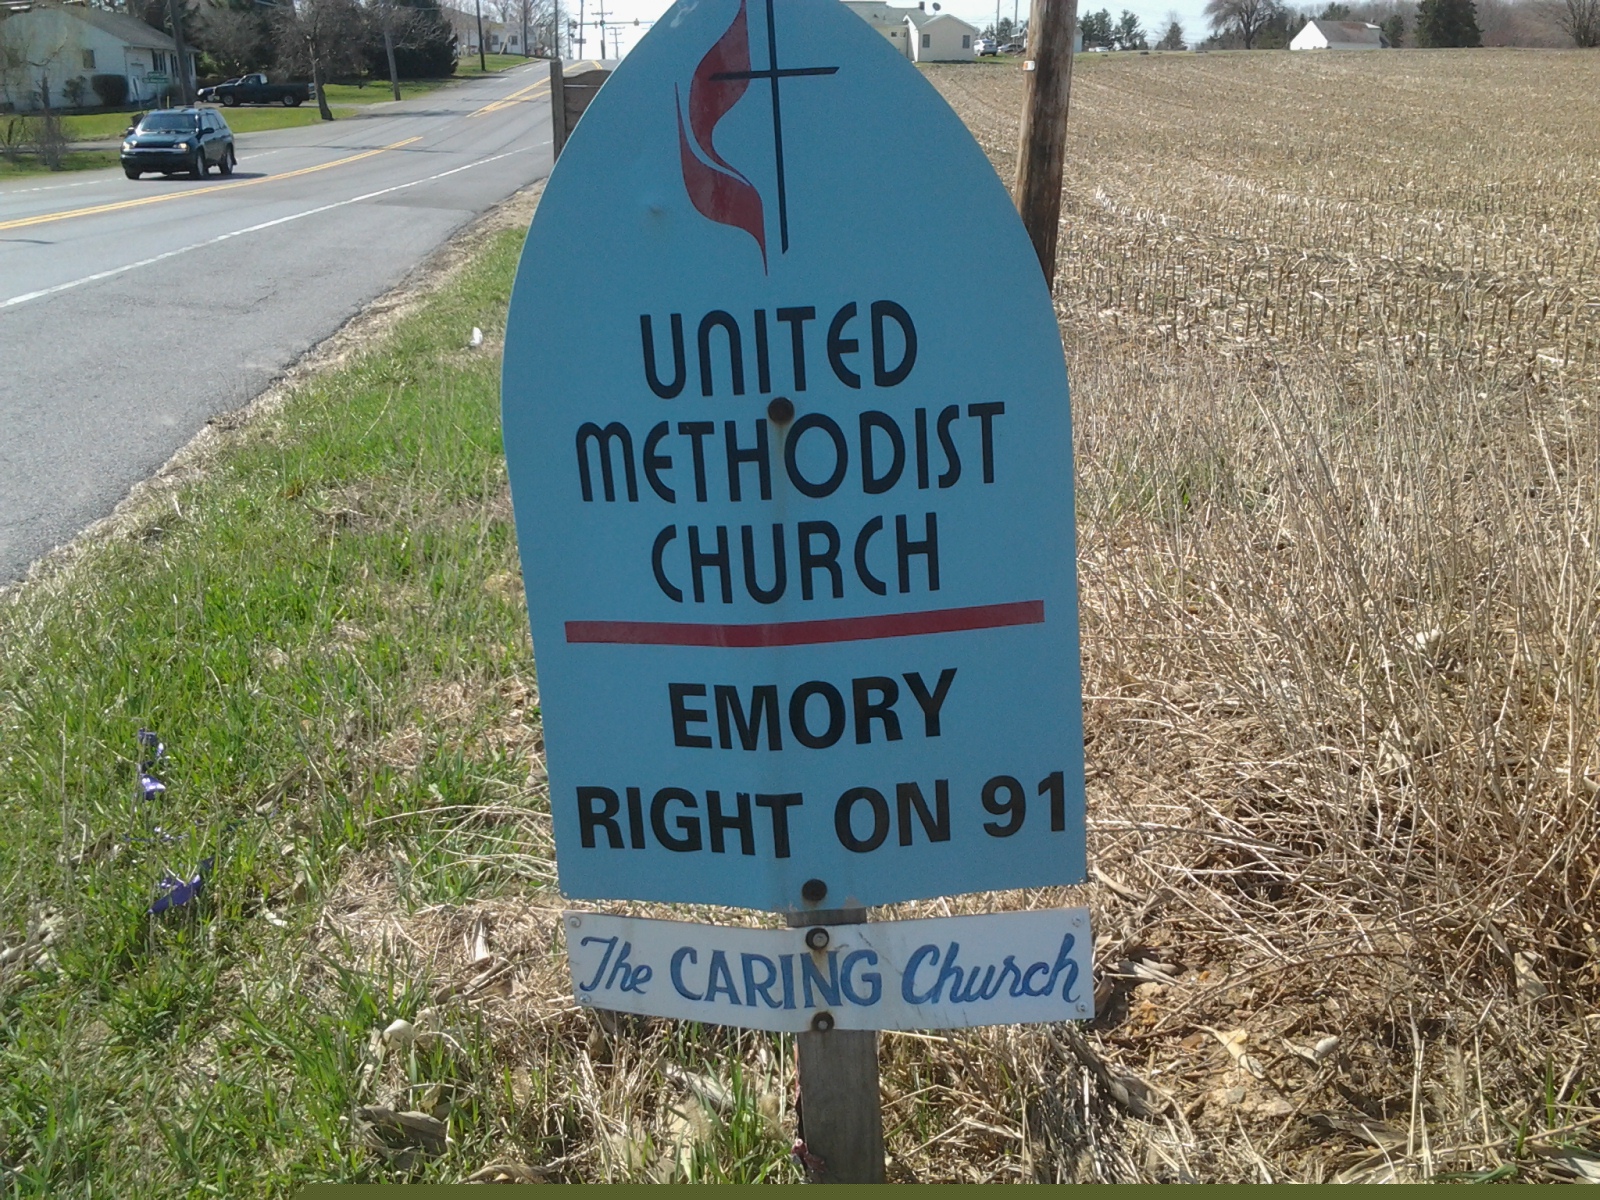 UNITED
METHODIST
CHURCH
EMORY
RIGHT ON 91
The CARING Church